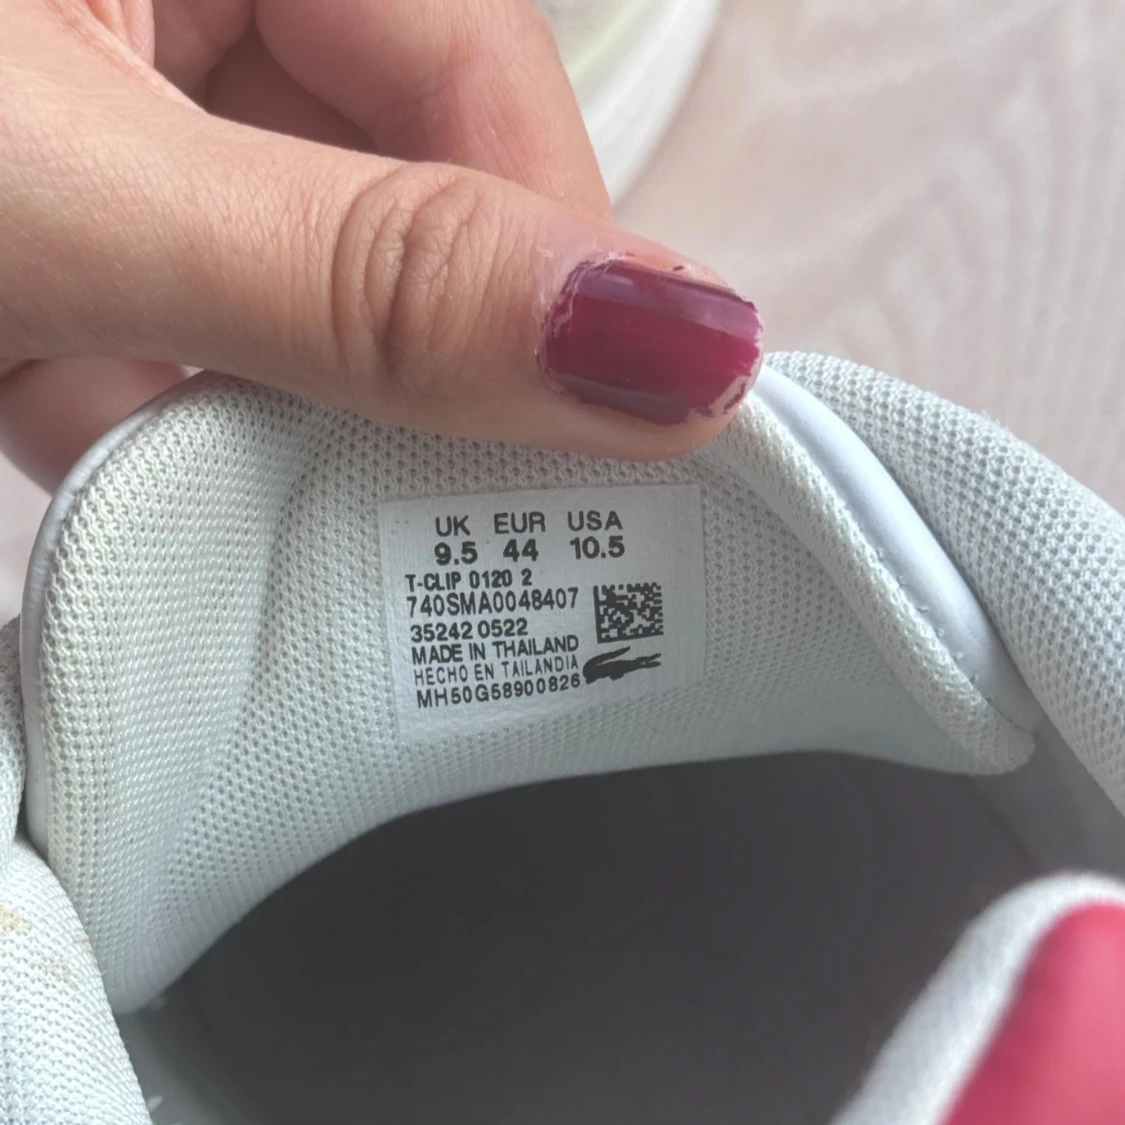 UK EUR USA
9.5 44 10.5
T-CLIP 0120 2
740SMA0048407
35242 0522
MADE IN THAILAND
HECHO EN TAILANDIA
MH50G58900826